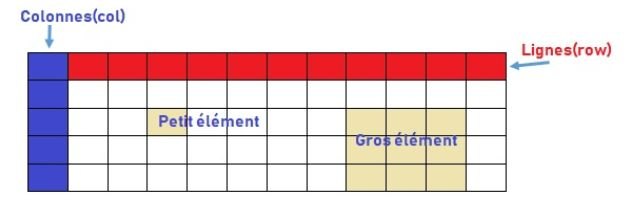 Colonnes(col)
Lignes(row)
Petit élément
Gros élément